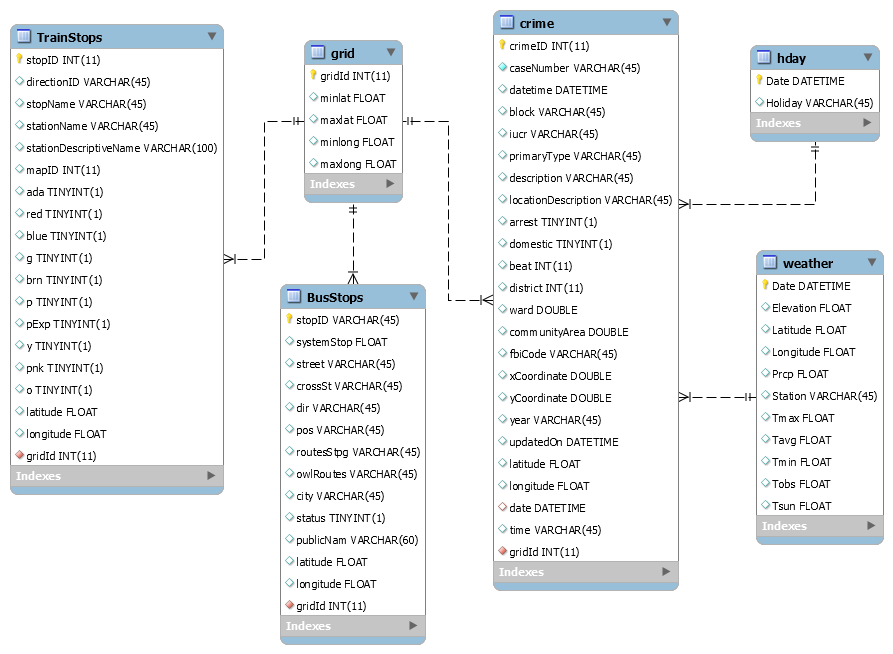 TrainStops
stopID INT(11)
directionID VARCHAR(45)
stopName VARCHAR(45)
stationName VARCHAR(45)
stationDescriptiveName VARCHAR(100)
mapID INT(11)
ada TINYINT(1)
red TINYINT(1)
blue TINYINT(1)
g TINYINT(1)
brn TINYINT(1)
p TINYINT(1)
pExp TINYINT(1)
y TINYINT(1)
pnk TINYINT(1)
o TINYINT(1)
latitude FLOAT
longitude FLOAT
gridId INT(11)
Indexes
grid
gridId INT(11)
minlat FLOAT
maxlat FLOAT
minlong FLOAT
maxlong FLOAT
Indexes
BusStops
stopID VARCHAR(45)
systemStop FLOAT
street VARCHAR(45)
crossSt VARCHAR(45)
dir VARCHAR(45)
pos VARCHAR(45)
routesStpg VARCHAR(45)
owlRoutes VARCHAR(45)
city VARCHAR(45)
status TINYINT(1)
publicNam VARCHAR(60)
latitude FLOAT
longitude FLOAT
gridId INT(11)
Indexes
crime
crimeID INT(11)
caseNumber VARCHAR(45)
datetime DATETIME
block VARCHAR(45)
iucr VARCHAR(45)
primaryType VARCHAR(45)
description VARCHAR(45)
locationDescription VARCHAR(45)
arrest TINYINT(1)
domestic TINYINT(1)
beat INT(11)
district INT(11)
ward DOUBLE
communityArea DOUBLE
fbiCode VARCHAR(45)
xCoordinate DOUBLE
yCoordinate DOUBLE
year VARCHAR(45)
updatedOn DATETIME
latitude FLOAT
longitude FLOAT
date DATETIME
time VARCHAR(45)
gridId INT(11)
Indexes
hday
Date DATETIME
Holiday VARCHAR(45)
Indexes
weather
Date DATETIME
Elevation FLOAT
Latitude FLOAT
Longitude FLOAT
Prcp FLOAT
Station VARCHAR(45)
Tmax FLOAT
Tavg FLOAT
Tmin FLOAT
Tobs FLOAT
Tsun FLOAT
Indexes